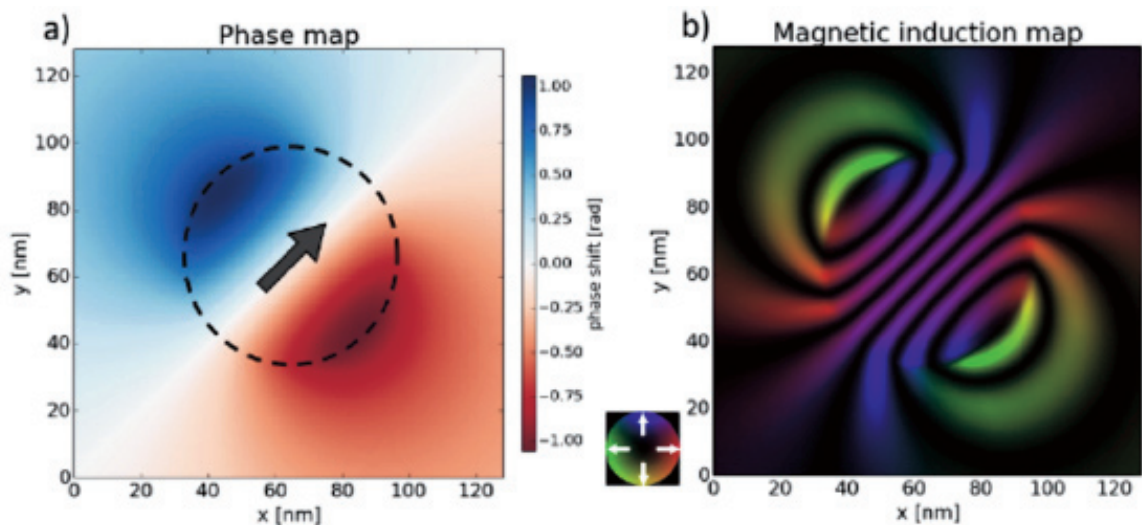 a)
Phase map
y [nm]
120
100
80
60
40
20
0
0 20 40 60 80 100 120
x [nm]
1.00
0.75
0.50
0.25
0.00
−0.25
−0.50
−0.75
−1.00
phase shift [rad]
b)
Magnetic induction map
y [nm]
120
100
80
60
40
20
0
0 20 40 60 80 100 120
x [nm]